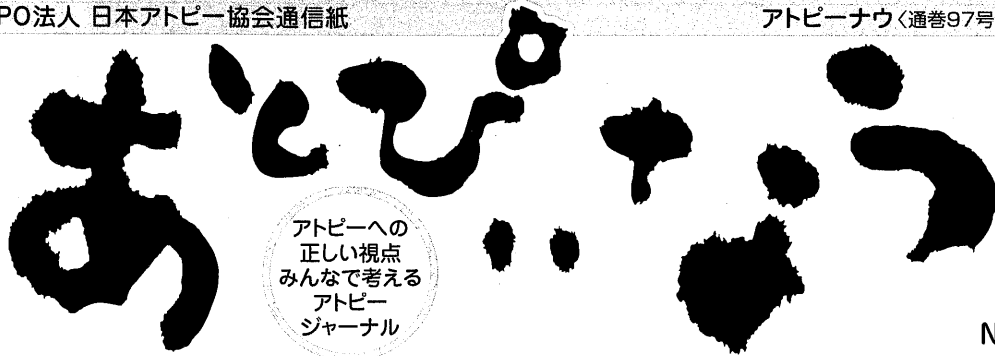 PO法人 日本アトピー協会通信紙
アトピーナウ〈通巻97号
あとぴぃなう
アトピーへの
正しい視点
みんなで考える
アトピー
ジャーナル
N